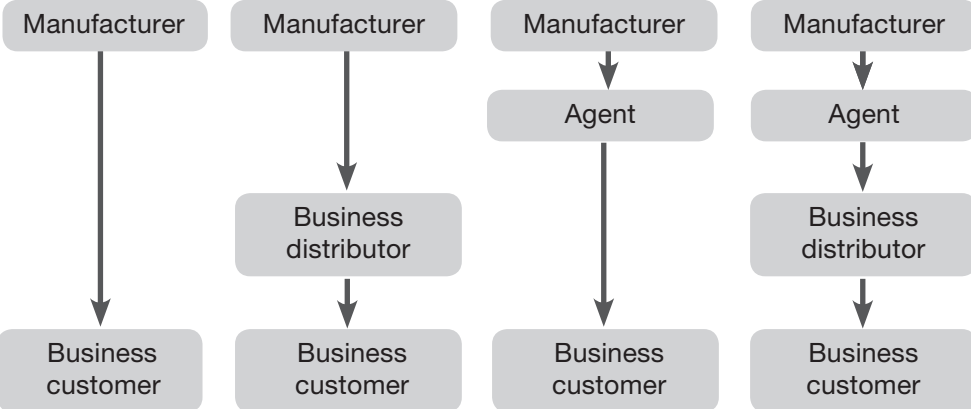 Manufacturer
Manufacturer
Manufacturer
Manufacturer
Agent
Agent
Business
distributor
Business
distributor
Business
customer
Business
customer
Business
customer
Business
customer